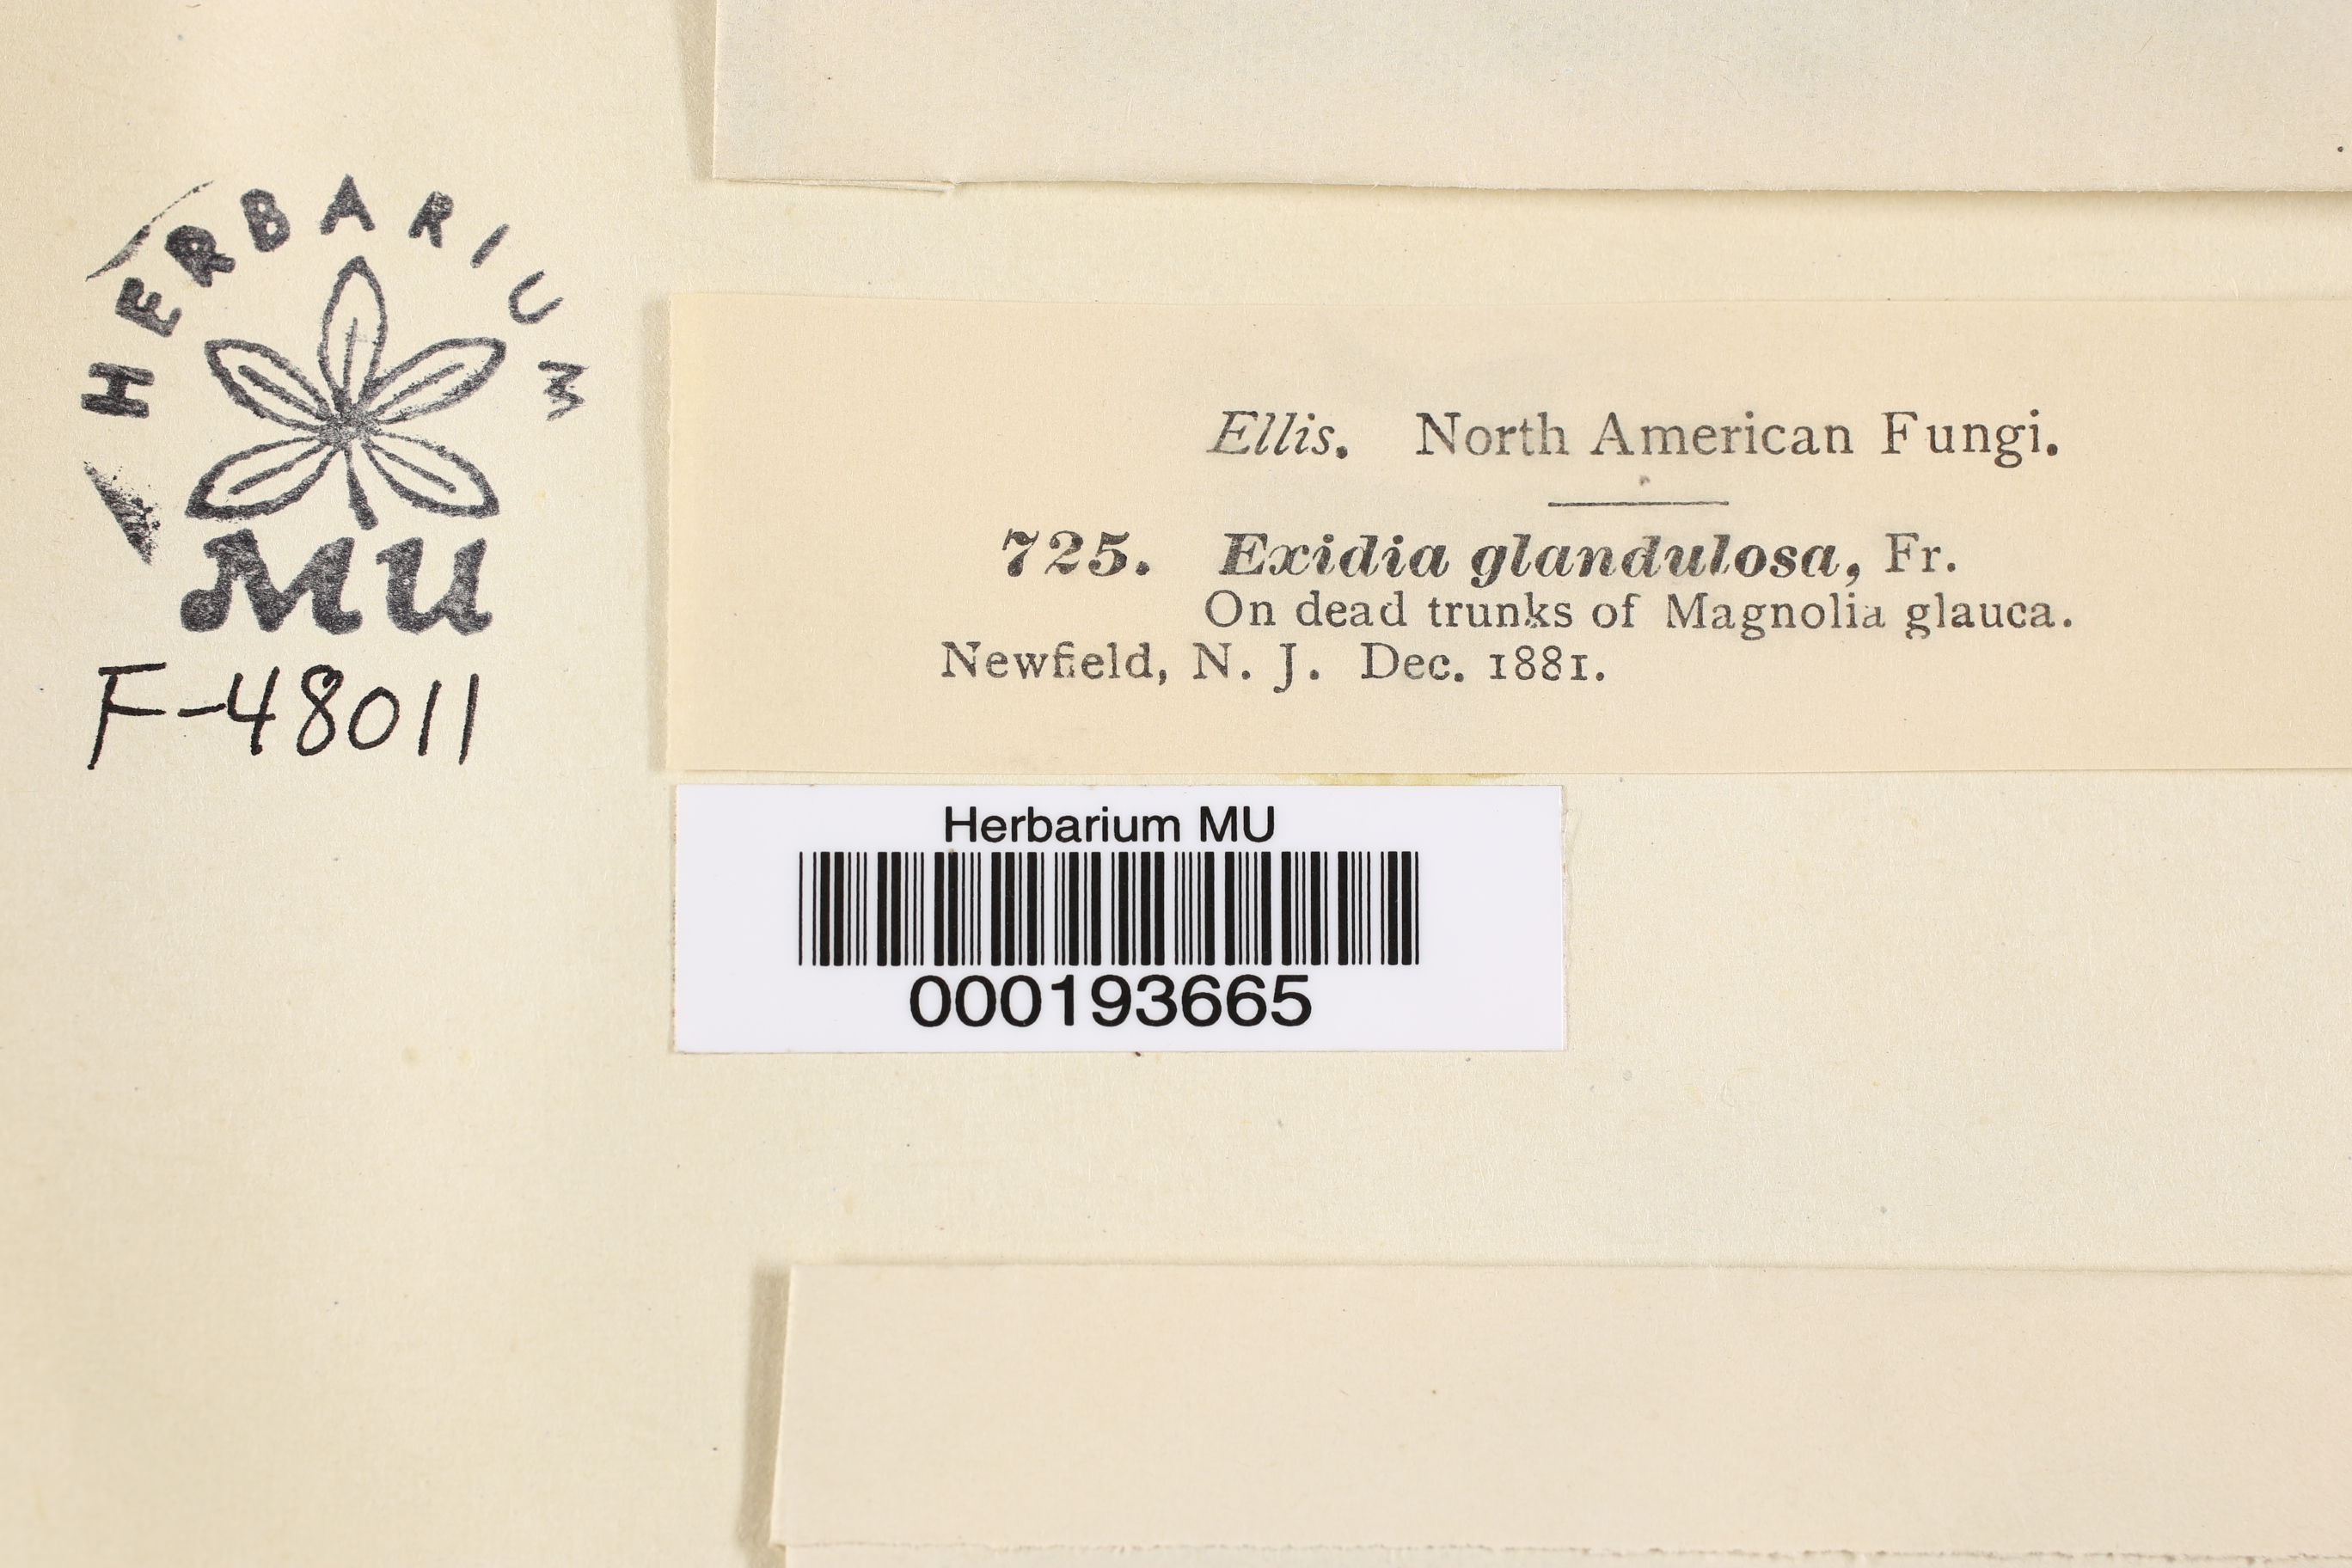 HERBARIUM
MU
F-48011
Ellis. North American Fungi.
725. Exidia glandulosa, Fr.
On dead trunks of Magnolia glauca.
Newfield, N. J. Dec. 1881.
Herbarium MU
000193665